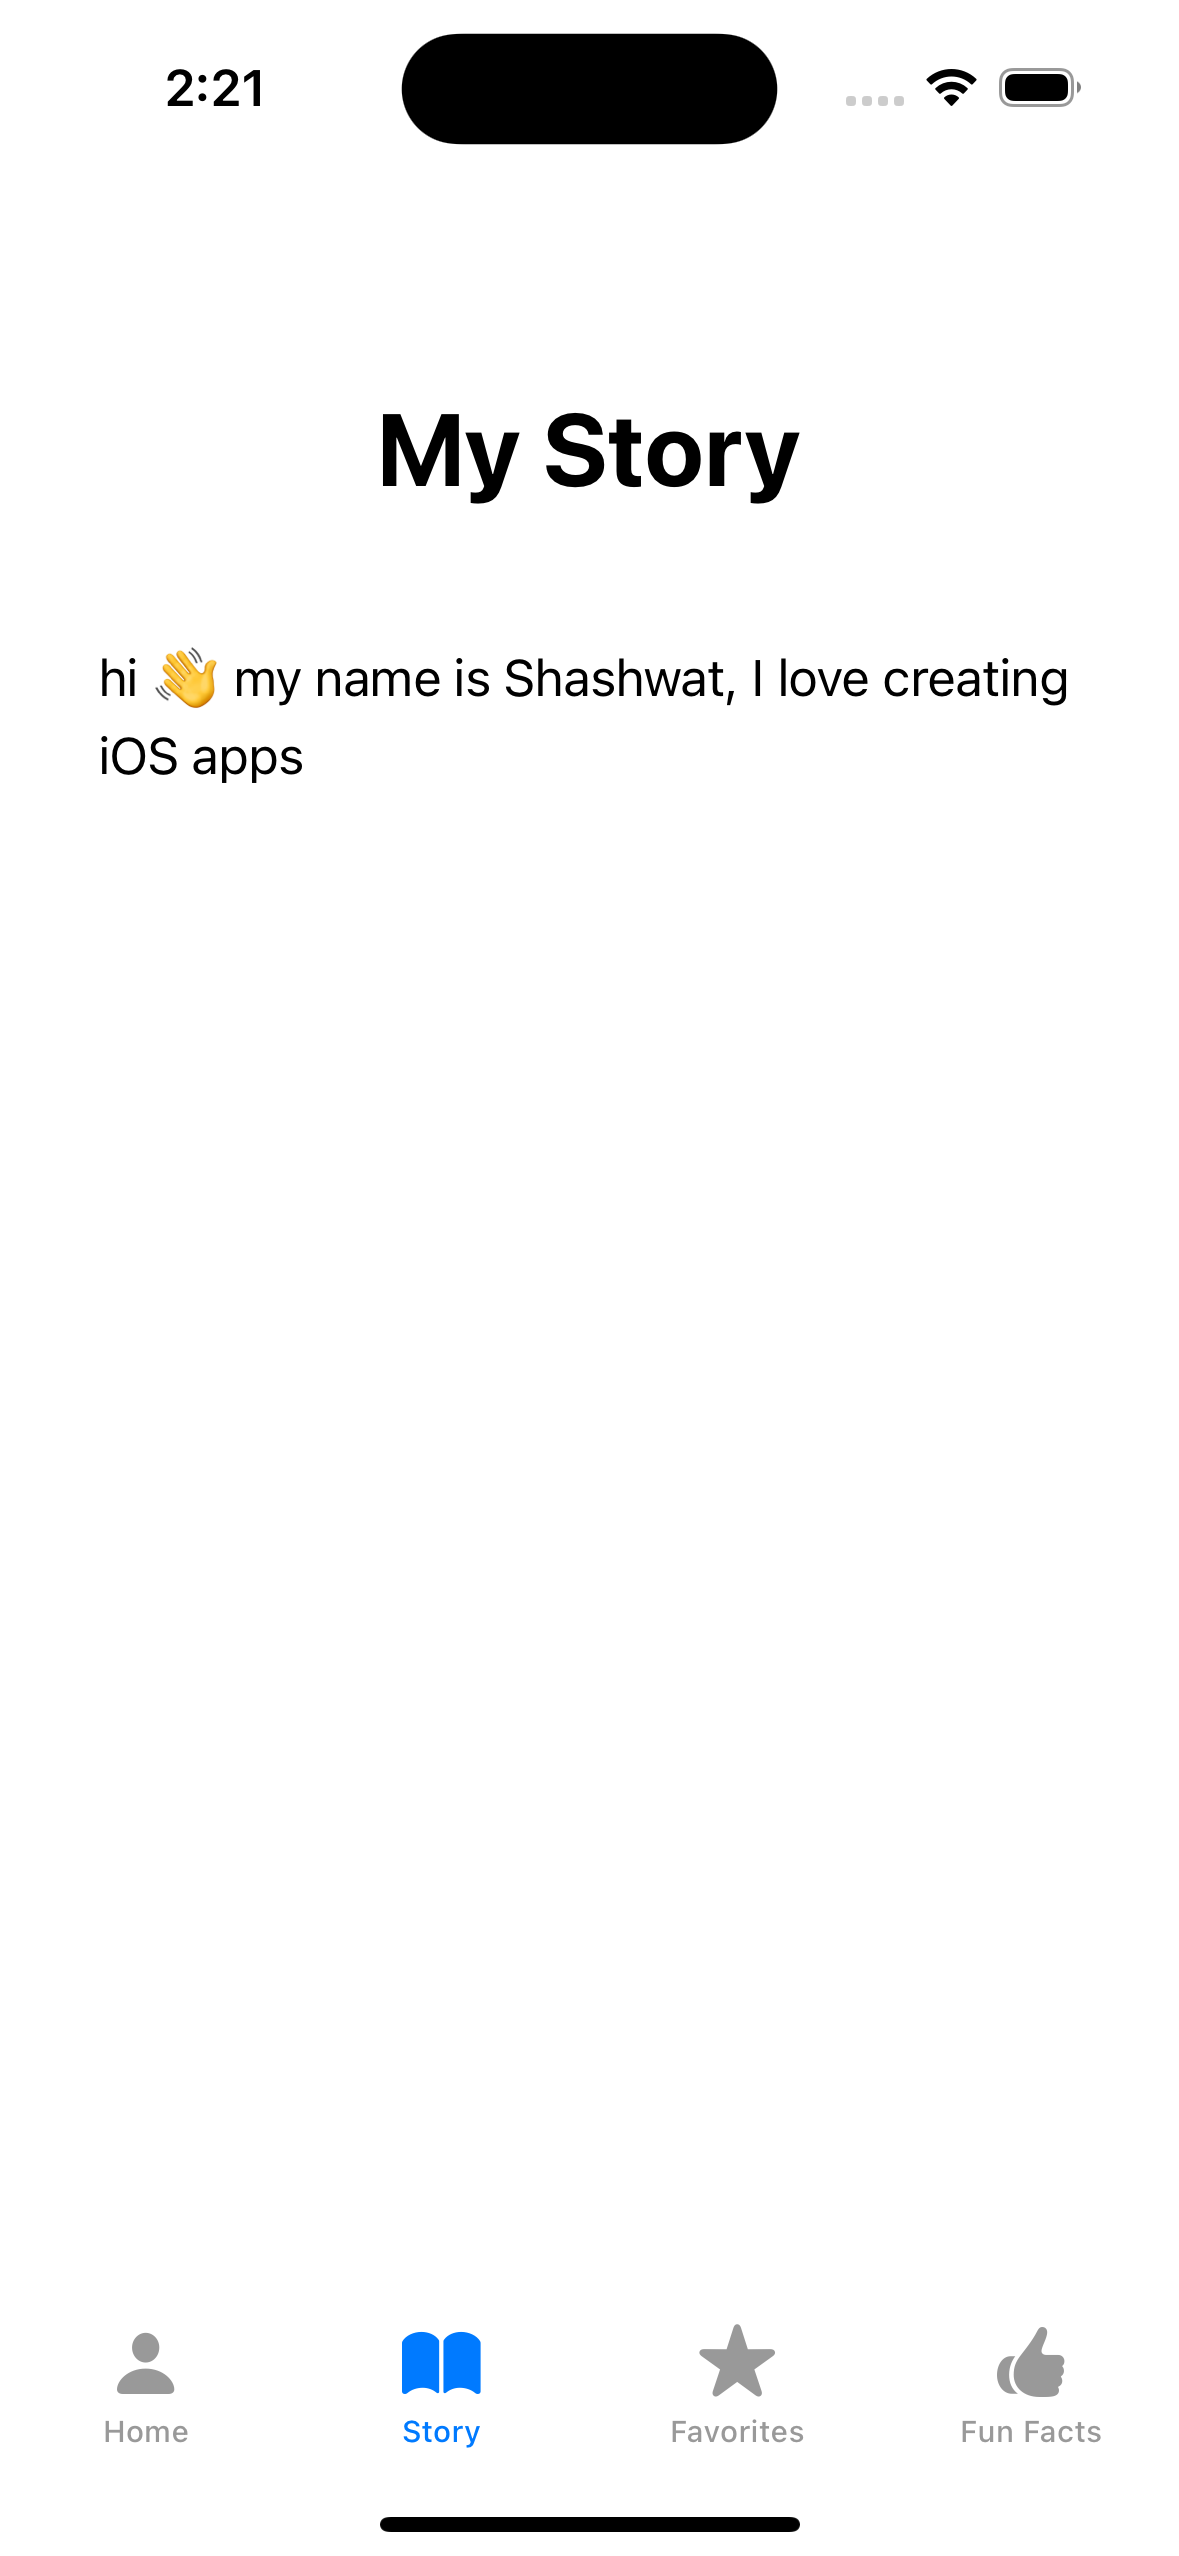 2:21
My Story
hi 👋 my name is Shashwat, I love creating
iOS apps
Home
Story
Favorites
Fun Facts